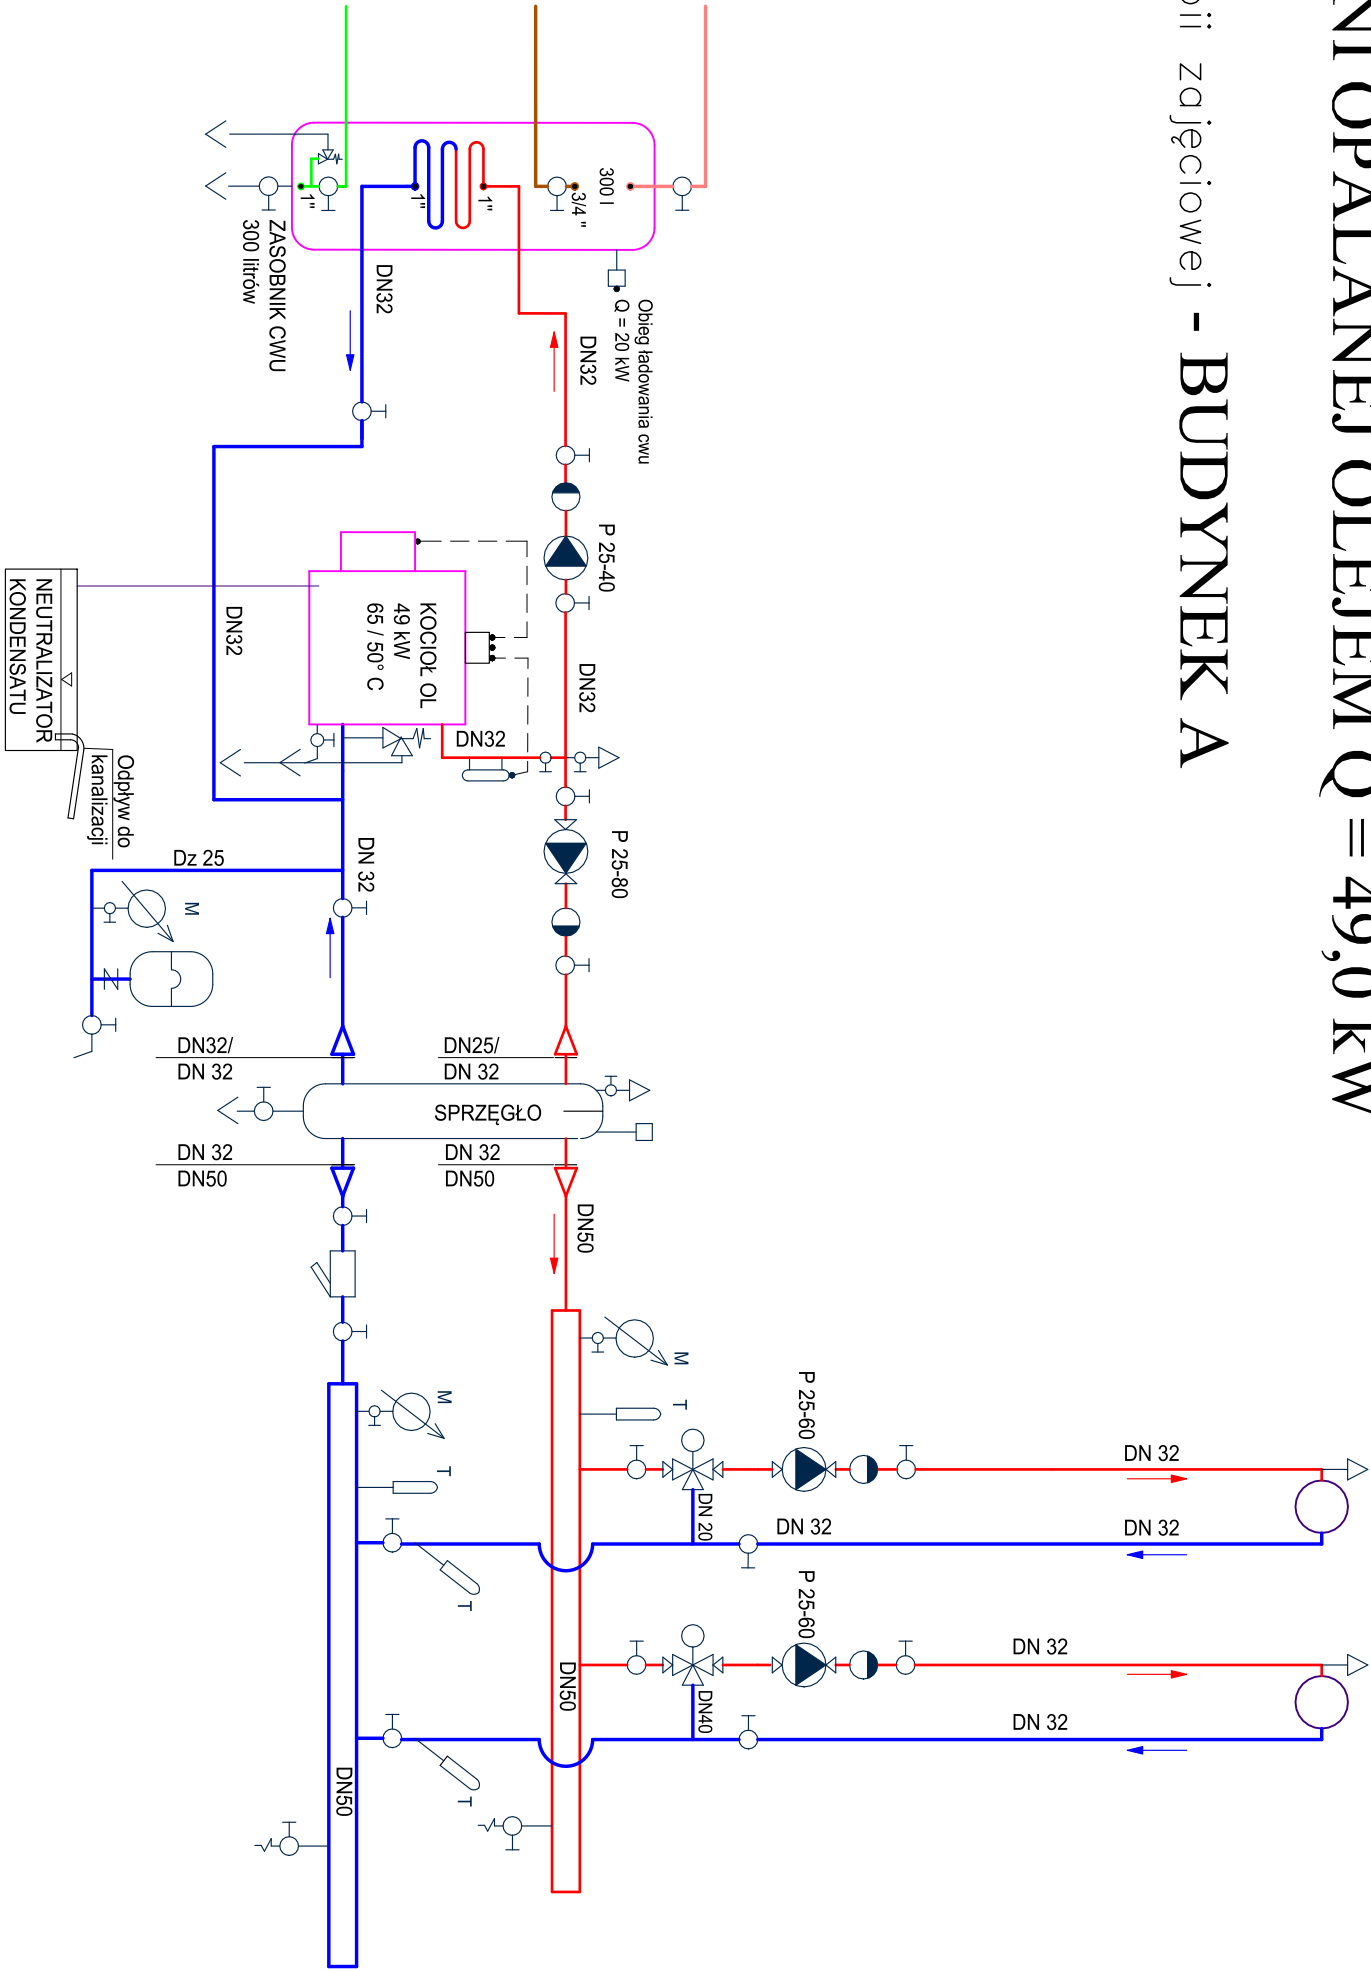 NI OPALANEJ OLEJEM Q = 49,0 kW
pii zajęciowej - BUDYNEK A
300 l
3/4 "
1"
1"
1"
ZASOBNIK CWU
300 litrów
DN32
Obieg ładowania cwu
Q = 20 kW
DN32
P 25-40
DN32
KOCIOŁ OL
49 kW
65 / 50° C
DN32
DN32
NEUTRALIZATOR
KONDENSATU
Odpływ do
kanalizacji
P 25-80
DN 32
Dz 25
M
DN32/
DN 32
DN25/
DN 32
SPRZĘGŁO
DN 32
DN50
DN 32
DN50
DN50
M
T
M
T
P 25-60
DN 20
DN 32
DN 32
DN 32
T
P 25-60
DN40
DN 32
DN 32
T
DN50
DN50